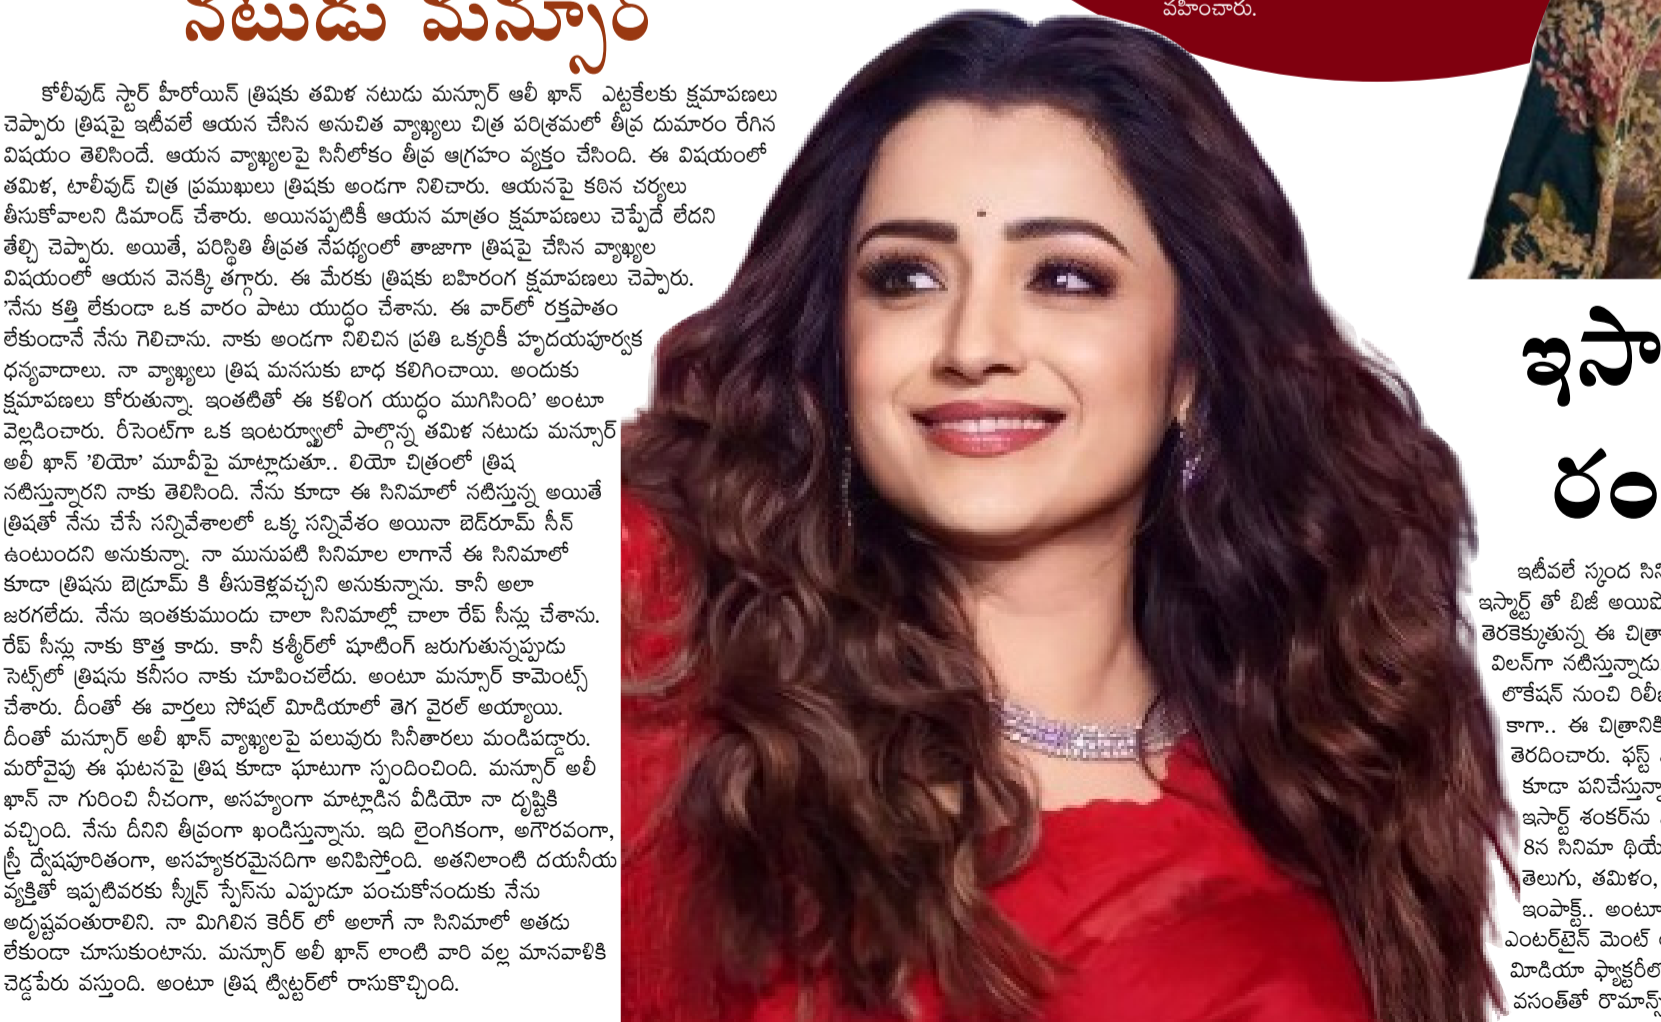 వహించారు.
నటుడు మన్సూర్
కోలీవుడ్ స్టార్ హీరోయిన్ త్రిషకు తమిళ నటుడు మన్సూర్ ఆలీ ఖాన్ ఎట్టకేలకు క్షమాపణలు
చెప్పారు త్రిషపై ఇటీవలే ఆయన చేసిన అనుచిత వ్యాఖ్యలు చిత్ర పరిశ్రమలో తీవ్ర దుమారం రేగిన
విషయం తెలిసిందే. ఆయన వ్యాఖ్యలపై సినీలోకం తీవ్ర ఆగ్రహం వ్యక్తం చేసింది. ఈ విషయంలో
తమిళ, టాలీవుడ్ చిత్ర ప్రముఖులు త్రిషకు అండగా నిలిచారు. ఆయనపై కఠిన చర్యలు
తీసుకోవాలని డిమాండ్ చేశారు. అయినప్పటికీ ఆయన మాత్రం క్షమాపణలు చెప్పేదే లేదని
తేల్చి చెప్పారు. అయితే, పరిస్థితి తీవ్రత నేపథ్యంలో తాజాగా త్రిషపై చేసిన వ్యాఖ్యల
విషయంలో ఆయన వెనక్కి తగ్గారు. ఈ మేరకు త్రిషకు బహిరంగ క్షమాపణలు చెప్పారు.
'నేను కత్తి లేకుండా ఒక వారం పాటు యుద్ధం చేశాను. ఈ వార్‌లో రక్తపాతం
లేకుండానే నేను గెలిచాను. నాకు అండగా నిలిచిన ప్రతి ఒక్కరికీ హృదయపూర్వక
ధన్యవాదాలు. నా వ్యాఖ్యలు త్రిష మనసుకు బాధ కలిగించాయి. అందుకు
క్షమాపణలు కోరుతున్నా. ఇంతటితో ఈ కళింగ యుద్ధం ముగిసింది' అంటూ
వెల్లడించారు. రీసెంట్‌గా ఒక ఇంటర్వ్యూలో పాల్గొన్న తమిళ నటుడు మన్సూర్
అలీ ఖాన్ 'లియో' మూవీపై మాట్లాడుతూ.. లియో చిత్రంలో త్రిష
నటిస్తున్నారని నాకు తెలిసింది. నేను కూడా ఈ సినిమాలో నటిస్తున్న అయితే
త్రిషతో నేను చేసే సన్నివేశాలలో ఒక్క సన్నివేశం అయినా బెడ్‌రూమ్ సీన్
ఉంటుందని అనుకున్నా. నా మునుపటి సినిమాల లాగానే ఈ సినిమాలో
కూడా త్రిషను బెడ్రూమ్ కి తీసుకెళ్లవచ్చని అనుకున్నాను. కానీ అలా
జరగలేదు. నేను ఇంతకుముందు చాలా సినిమాల్లో చాలా రేప్ సీన్లు చేశాను.
రేప్ సీన్లు నాకు కొత్త కాదు. కానీ కశ్మీర్‌లో షూటింగ్ జరుగుతున్నప్పుడు
సెట్స్‌లో త్రిషను కనీసం నాకు చూపించలేదు. అంటూ మన్సూర్ కామెంట్స్
చేశారు. దీంతో ఈ వార్తలు సోషల్ మీడియాలో తెగ వైరల్ అయ్యాయి.
దీంతో మన్సూర్ అలీ ఖాన్ వ్యాఖ్యలపై పలువురు సినీతారలు మండిపడ్డారు.
మరోవైపు ఈ ఘటనపై త్రిష కూడా ఘాటుగా స్పందించింది. మన్సూర్ అలీ
ఖాన్ నా గురించి నీచంగా, అసహ్యంగా మాట్లాడిన వీడియో నా దృష్టికి
వచ్చింది. నేను దీనిని తీవ్రంగా ఖండిస్తున్నాను. ఇది లైంగికంగా, అగౌరవంగా,
స్త్రీ ద్వేషపూరితంగా, అసహ్యకరమైనదిగా అనిపిస్తోంది. అతనిలాంటి దయనీయ
వ్యక్తితో ఇప్పటివరకు స్క్రీన్ స్పేస్‌ను ఎప్పుడూ పంచుకోనందుకు నేను
అదృష్టవంతురాలిని. నా మిగిలిన కెరీర్ లో అలాగే నా సినిమాలో అతడు
లేకుండా చూసుకుంటాను. మన్సూర్ అలీ ఖాన్ లాంటి వారి వల్ల మానవాళికి
చెడ్డపేరు వస్తుంది. అంటూ త్రిష ట్విట్టర్‌లో రాసుకొచ్చింది.
ఇసా
రం
ఇటీవలే స్కంద
ఇస్మార్ట్ తో బిజీ
తెరకెక్కుతున్న ఈ
విలన్‌గా నటిస్తున్నాడు
లొకేషన్ నుంచి
కాగా.. ఈ చిత్రానికి
తెరదించారు. ఫస్ట్
కూడా పనిచేస్తున్నా
ఇస్మార్ట్ శంకర్‌ను
8న సినిమా
తెలుగు, తమిళం,
ఇంపాక్ట్.. అంటూ
ఎంటర్‌టైన్ మెంట్
మీడియా ఫ్యాక్టరీలో
వసంత్‌తో రొమాన్స్